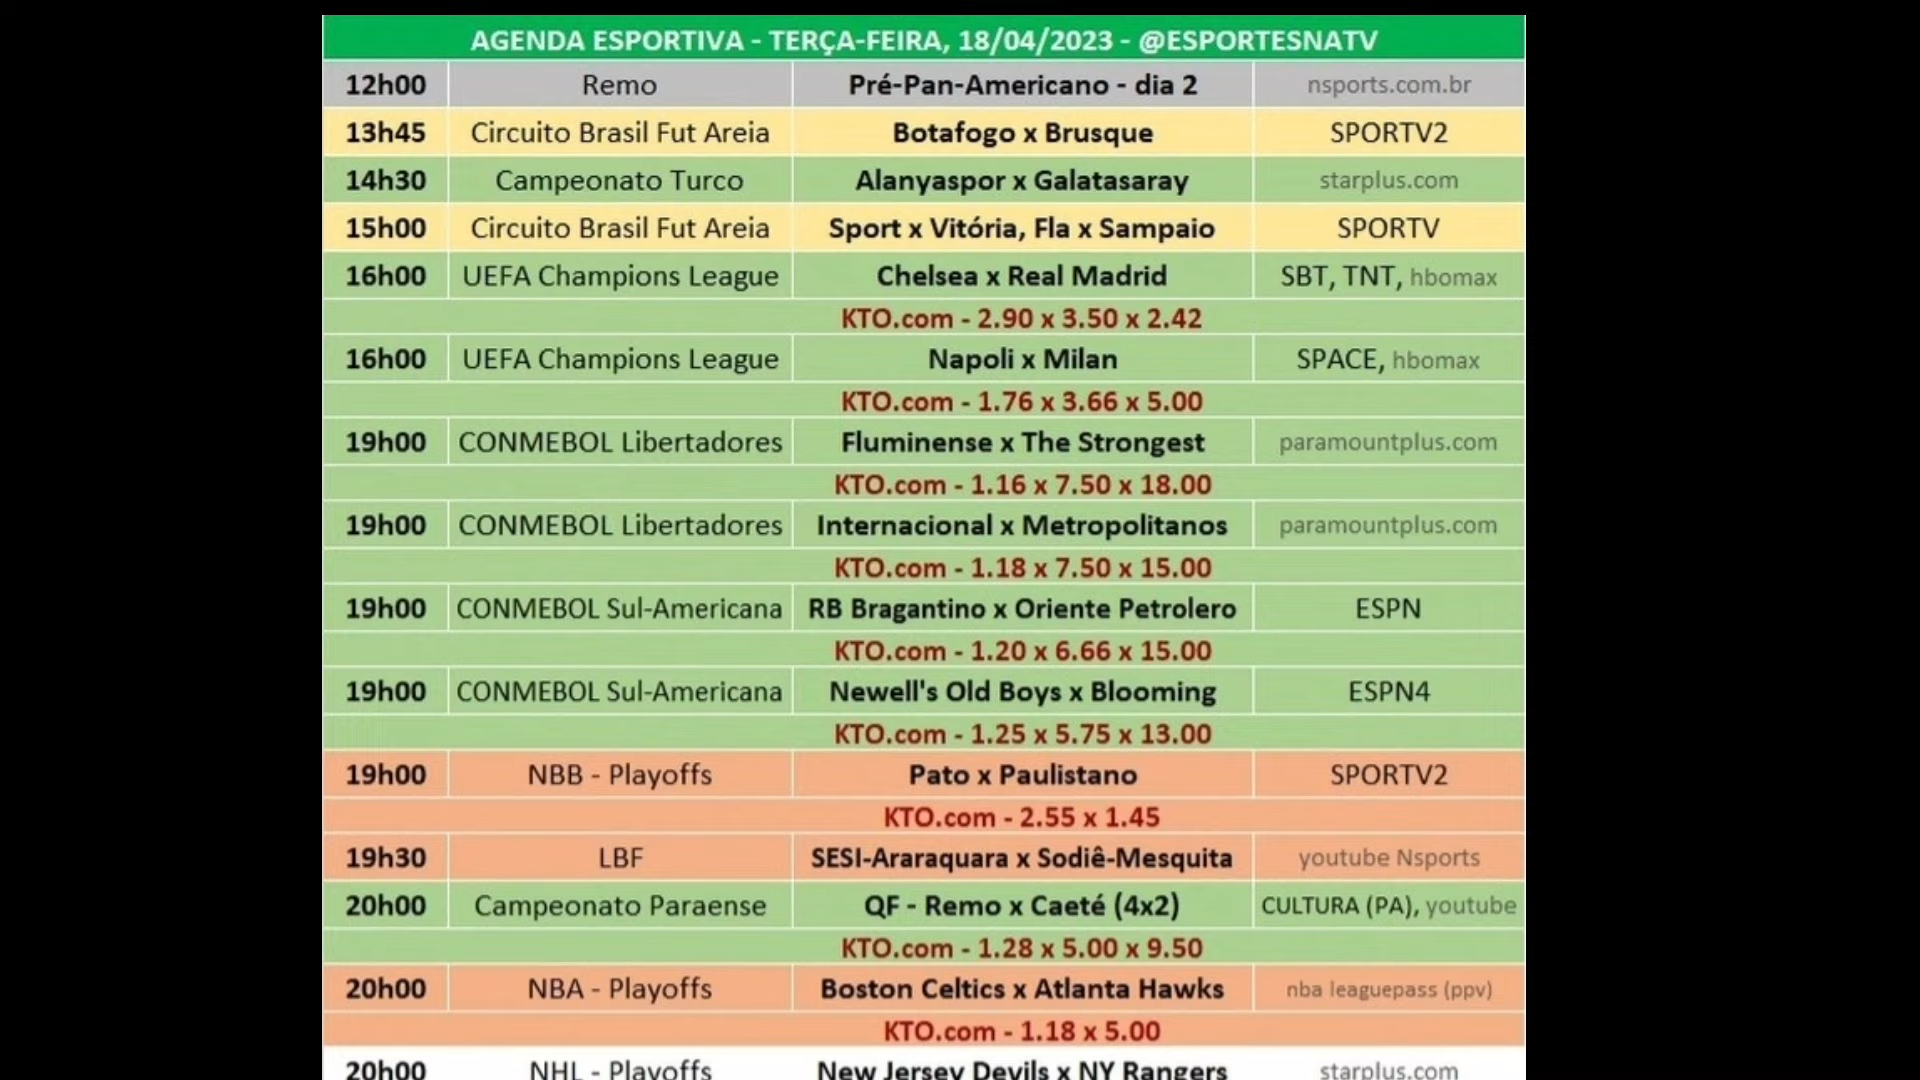 AGENDA ESPORTIVA - TERÇA-FEIRA, 18/04/2023 - @ESPORTESNATV
12h00 Remo Pré-Pan-Americano - dia 2 nsports.com.br
13h45 Circuito Brasil Fut Areia Botafogo x Brusque SPORTV2
14h30 Campeonato Turco Alanyaspor x Galatasaray starplus.com
15h00 Circuito Brasil Fut Areia Sport x Vitória, Fla x Sampaio SPORTV
16h00 UEFA Champions League Chelsea x Real Madrid SBT, TNT, hbomax
KTO.com - 2.90 x 3.50 x 2.42
16h00 UEFA Champions League Napoli x Milan SPACE, hbomax
KTO.com - 1.76 x 3.66 x 5.00
19h00 CONMEBOL Libertadores Fluminense x The Strongest paramountplus.com
KTO.com - 1.16 x 7.50 x 18.00
19h00 CONMEBOL Libertadores Internacional x Metropolitanos paramountplus.com
KTO.com - 1.18 x 7.50 x 15.00
19h00 CONMEBOL Sul-Americana RB Bragantino x Oriente Petrolero ESPN
KTO.com - 1.20 x 6.66 x 15.00
19h00 CONMEBOL Sul-Americana Newell's Old Boys x Blooming ESPN4
KTO.com - 1.25 x 5.75 x 13.00
19h00 NBB - Playoffs Pato x Paulistano SPORTV2
KTO.com - 2.55 x 1.45
19h30 LBF SESI-Araraquara x Sodiê-Mesquita youtube Nsports
20h00 Campeonato Paraense QF - Remo x Caeté (4x2) CULTURA (PA), youtube
KTO.com - 1.28 x 5.00 x 9.50
20h00 NBA - Playoffs Boston Celtics x Atlanta Hawks nba leaguepass (ppv)
KTO.com - 1.18 x 5.00
20h00 NHL - Playoffs New Jersey Devils x NY Rangers starplus.com